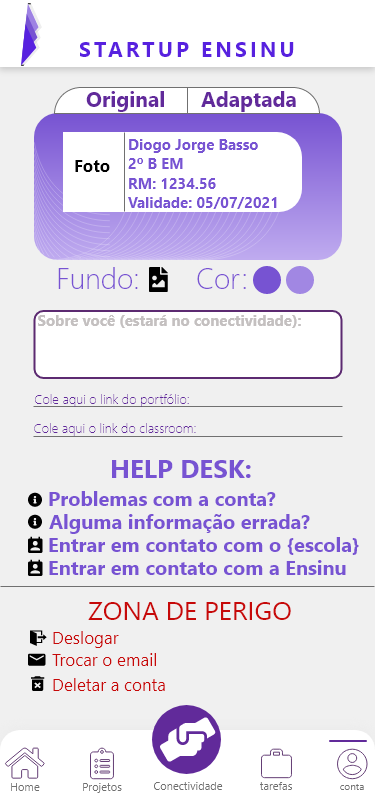 STARTUP ENSINU
Original Adaptada
Foto
Diogo Jorge Basso
2º B EM
RM: 1234.56
Validade: 05/07/2021
Fundo: Cor:
Sobre você (estará no conectividade):
Cole aqui o link do portfólio:
Cole aqui o link do classroom:
HELP DESK:
Problemas com a conta?
Alguma informação errada?
Entrar em contato com o {escola}
Entrar em contato com a Ensinu
ZONA DE PERIGO
Deslogar
Trocar o email
Deletar a conta
Home Projetos Conectividade tarefas conta